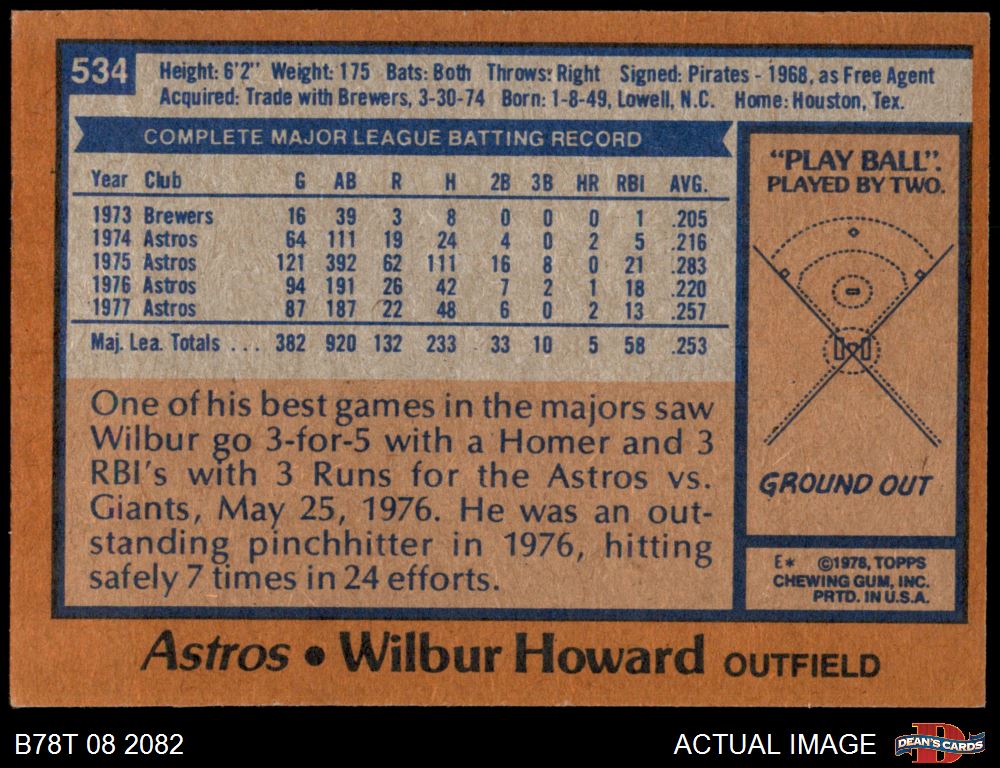 534
Height: 6'2" Weight: 175 Bats: Both Throws: Right Signed: Pirates - 1968, as Free Agent
Acquired: Trade with Brewers, 3-30-74 Born: 1-8-49, Lowell, N.C. Home: Houston, Tex.
COMPLETE MAJOR LEAGUE BATTING RECORD
Year Club G AB R H 2B 3B HR RBI AVG.
1973 Brewers 16 39 3 8 0 0 0 1 .205
1974 Astros 64 111 19 24 4 0 2 5 .216
1975 Astros 121 392 62 111 16 8 0 21 .283
1976 Astros 94 191 26 42 7 2 1 18 .220
1977 Astros 87 187 22 48 6 0 2 13 .257
Maj. Lea. Totals ... 382 920 132 233 33 10 5 58 .253
One of his best games in the majors saw
Wilbur go 3-for-5 with a Homer and 3
RBI's with 3 Runs for the Astros vs.
Giants, May 25, 1976. He was an out-
standing pinchhitter in 1976, hitting
safely 7 times in 24 efforts.
"PLAY BALL".
PLAYED BY TWO.
GROUND OUT
E* ©1978, TOPPS
CHEWING GUM, INC.
PRTD. IN U.S.A.
Astros • Wilbur Howard OUTFIELD
B78T 08 2082
ACTUAL IMAGE
D
DEAN'S CARDS